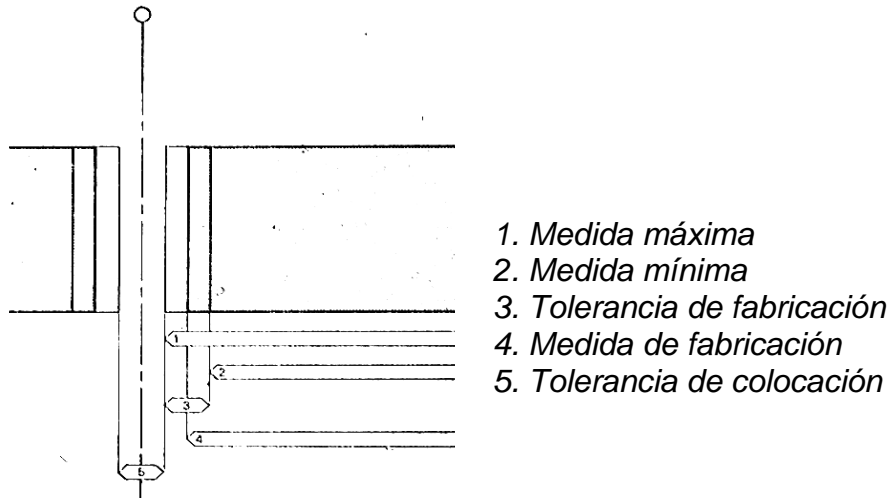 1. Medida máxima
2. Medida mínima
3. Tolerancia de fabricación
4. Medida de fabricación
5. Tolerancia de colocación
1
2
3
4
5